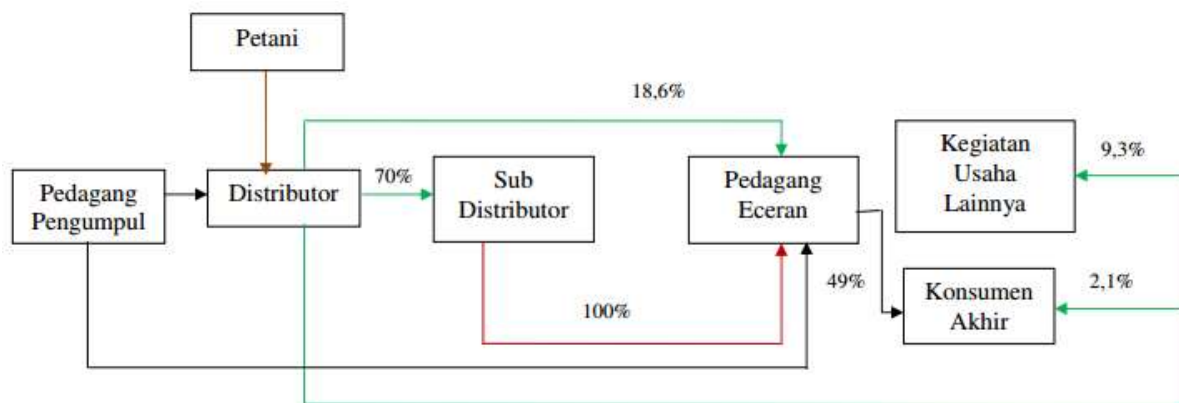 Petani
18,6%
Kegiatan
Usaha
Lainnya
9,3%
Pedagang
Pengumpul
Distributor
70%
Sub
Distributor
Pedagang
Eceran
49%
100%
Konsumen
Akhir
2,1%